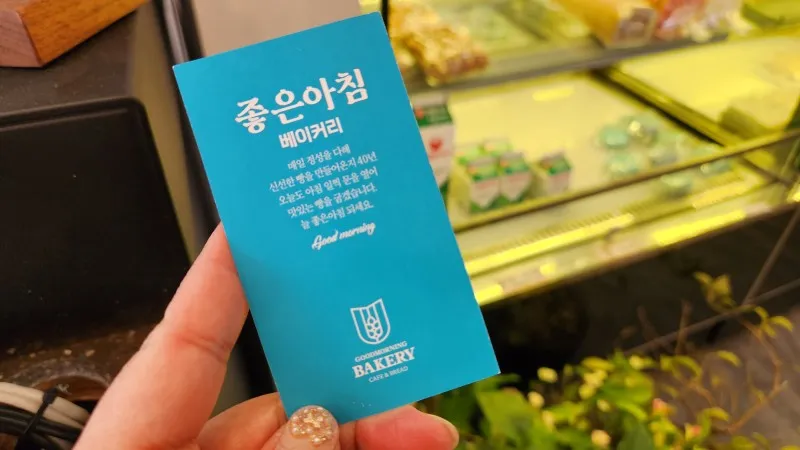 좋은아침
베이커리
매일 정성을 다해
신선한 빵을 만들어온지 40년
오늘도 아침 일찍 문을 열어
맛있는 빵을 굽겠습니다.
늘 좋은아침 되세요.
Good morning
GOODMORNING
BAKERY
CAFE & BREAD